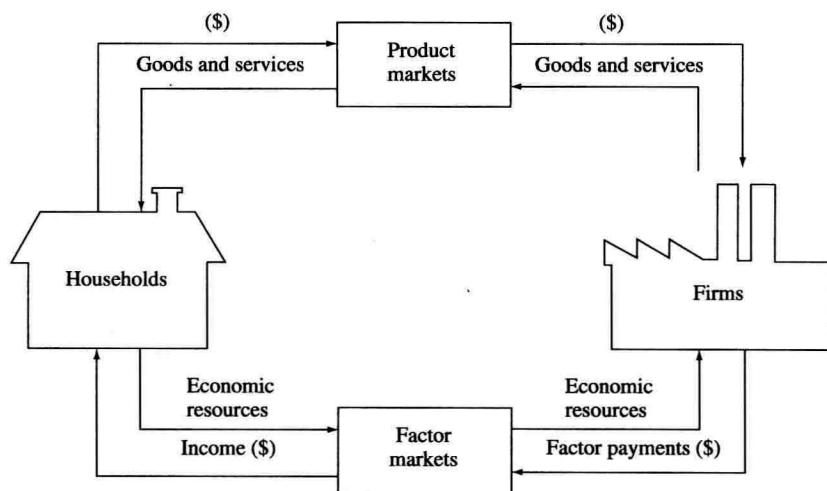 ($)
($)
Product
markets
Goods and services
Goods and services
Households
Firms
Economic
resources
Economic
resources
Factor
markets
Income ($)
Factor payments ($)